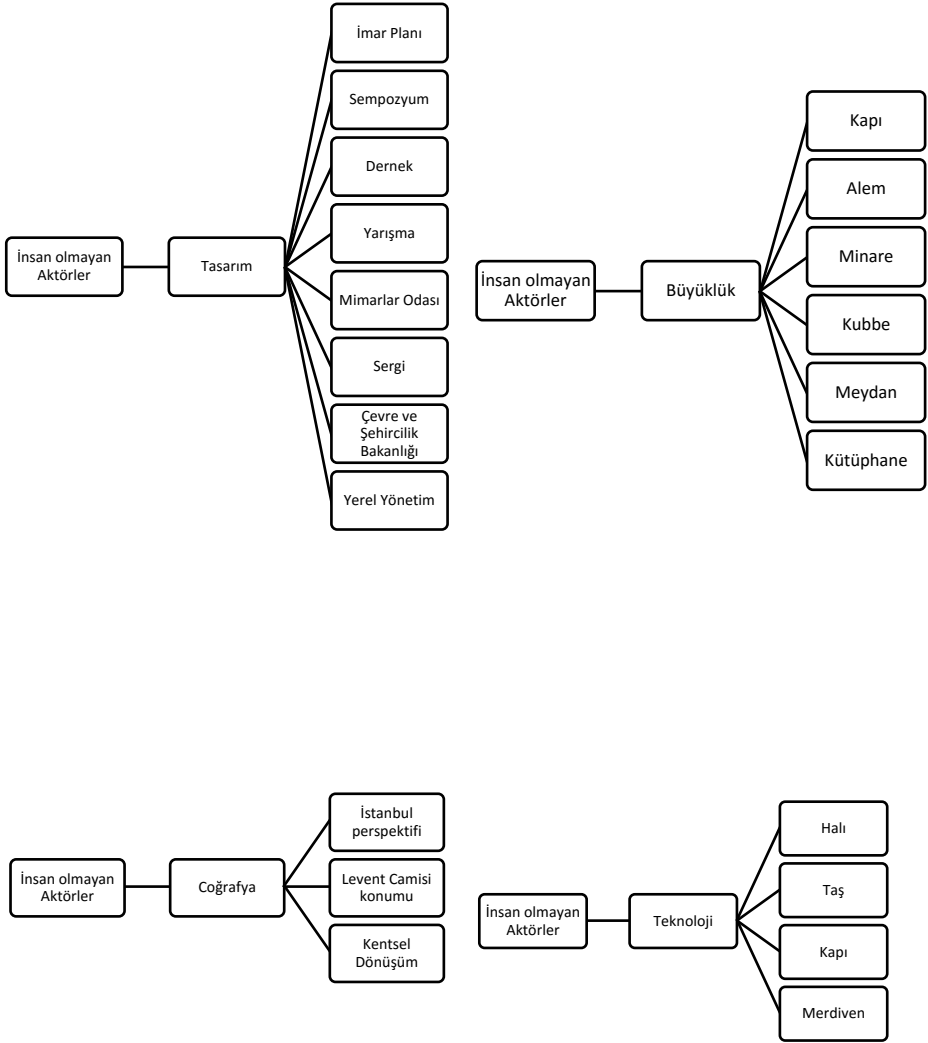 İnsan olmayan
Aktörler
Tasarım
İmar Planı
Sempozyum
Dernek
Yarışma
Mimarlar Odası
Sergi
Çevre ve
Şehircilik
Bakanlığı
Yerel Yönetim
İnsan olmayan
Aktörler
Büyüklük
Kapı
Alem
Minare
Kubbe
Meydan
Kütüphane
İnsan olmayan
Aktörler
Coğrafya
İstanbul
perspektifi
Levent Camisi
konumu
Kentsel
Dönüşüm
İnsan olmayan
Aktörler
Teknoloji
Halı
Taş
Kapı
Merdiven